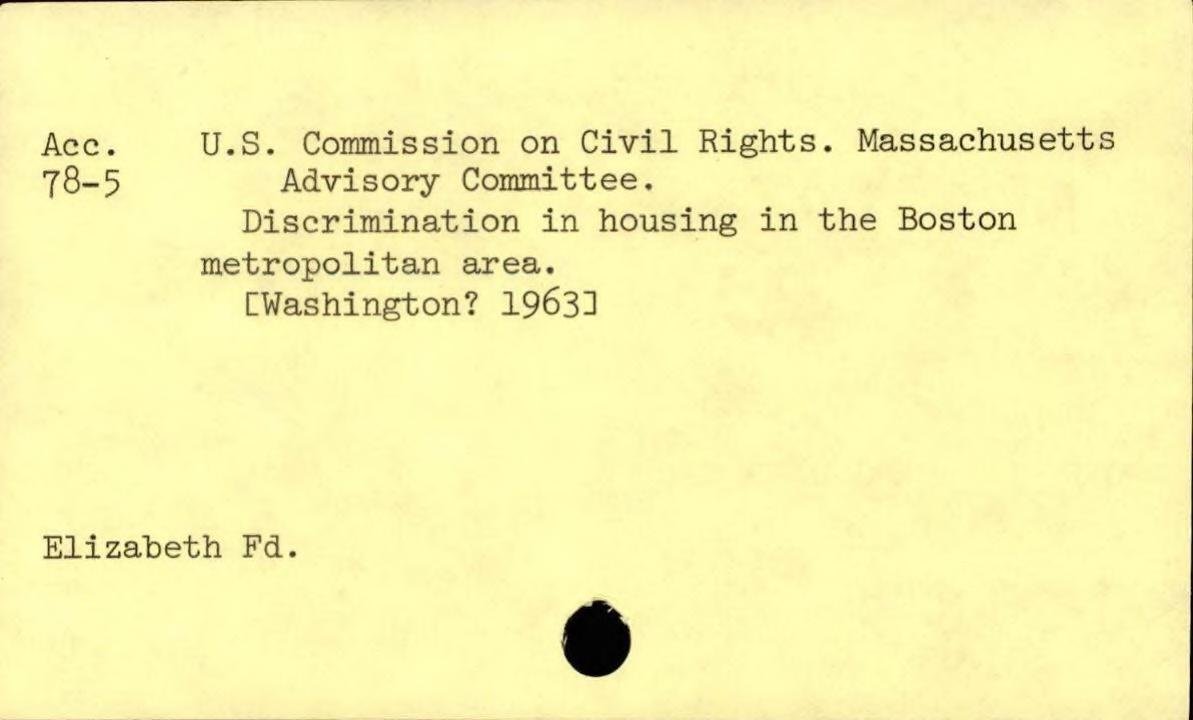 Acc. U.S. Commission on Civil Rights. Massachusetts
78-5 Advisory Committee.
Discrimination in housing in the Boston
metropolitan area.
[Washington? 1963]
Elizabeth Fd.